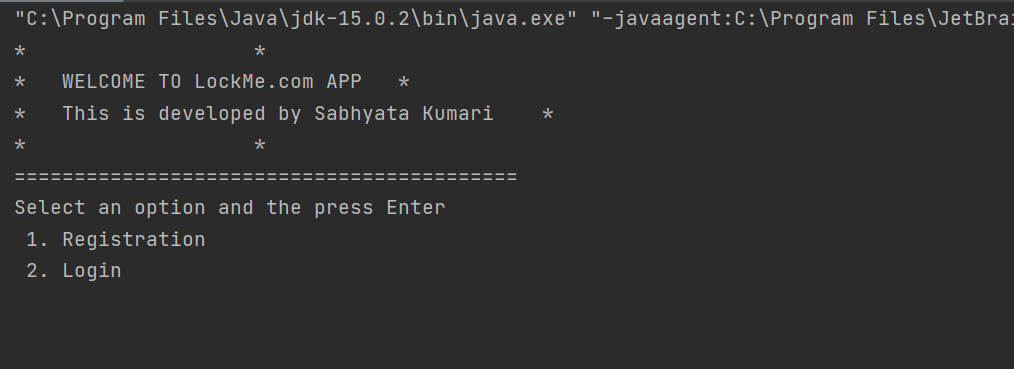 "C:\Program Files\Java\jdk-15.0.2\bin\java.exe" "-javaagent:C:\Program Files\JetBrai
*                   *
*   WELCOME TO LockMe.com APP   *
*   This is developed by Sabhyata Kumari    *
*                   *
==========================================
Select an option and the press Enter
 1. Registration
 2. Login